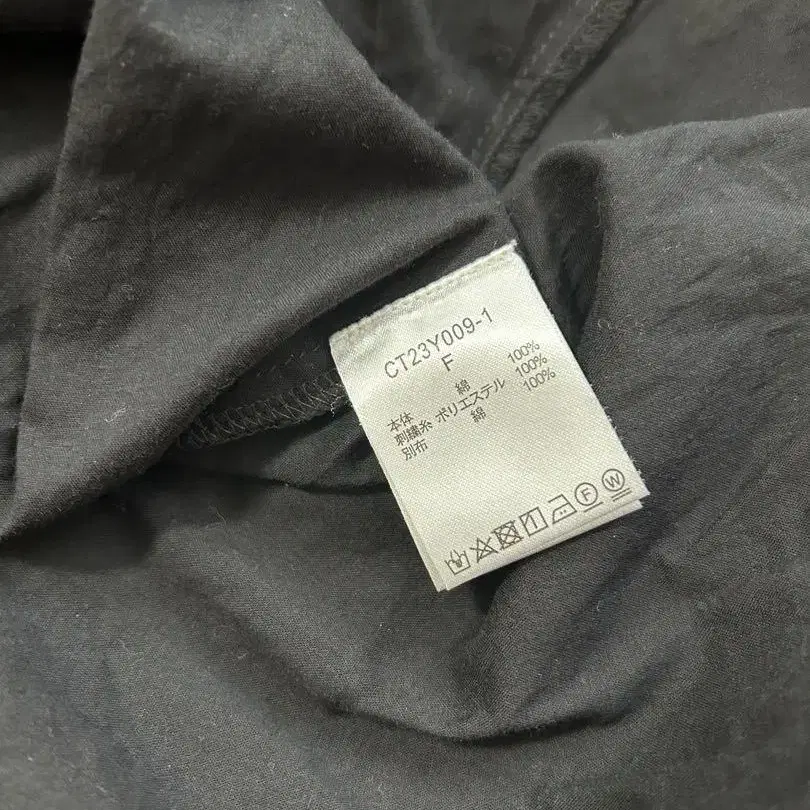 CT23Y009-1
F
本体 綿 100%
刺繍糸 ポリエステル 100%
別布 綿 100%
F W